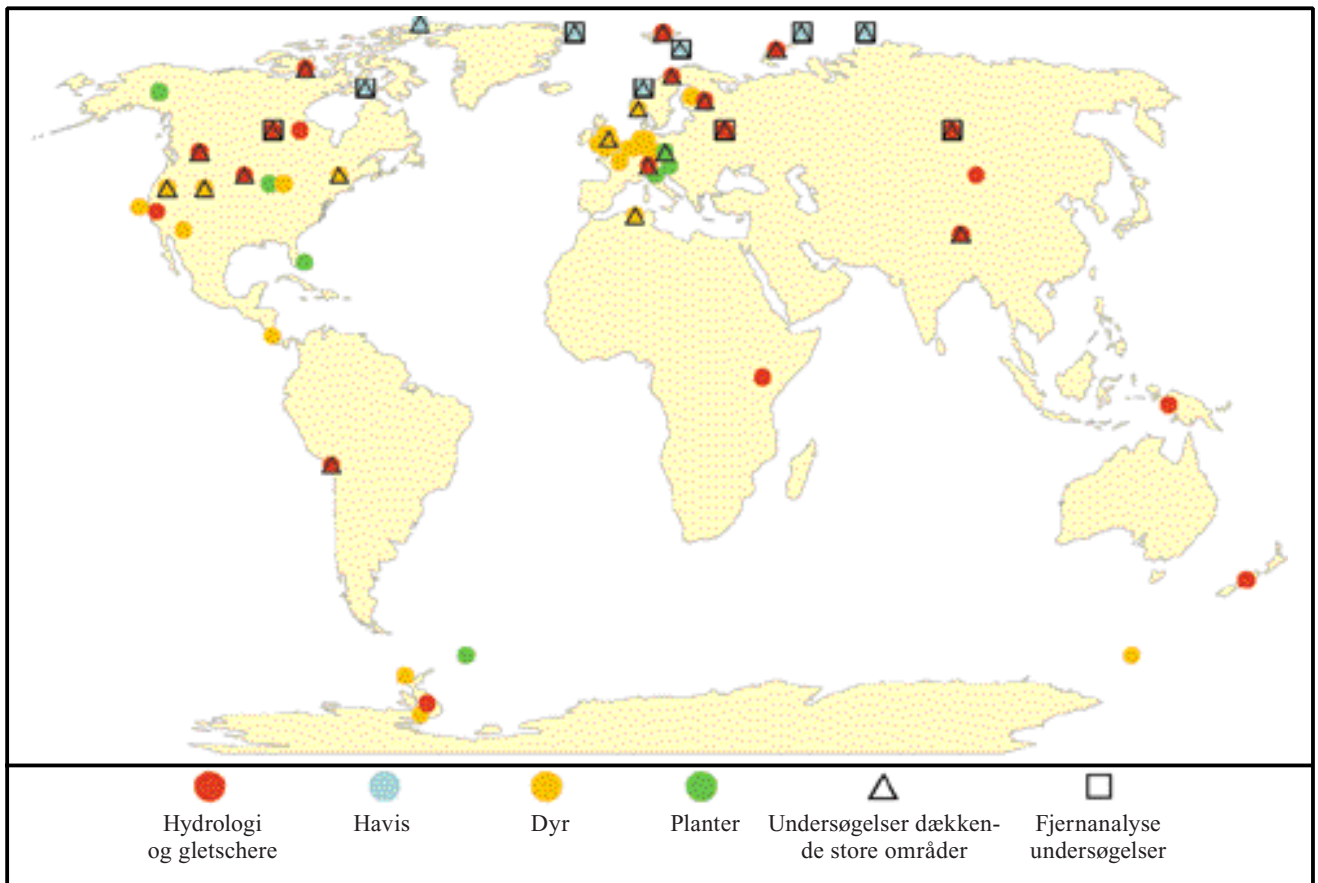 Hydrologi
og gletschere
Havis
Dyr
Planter
Undersøgelser dækken-
de store områder
Fjernanalyse
undersøgelser